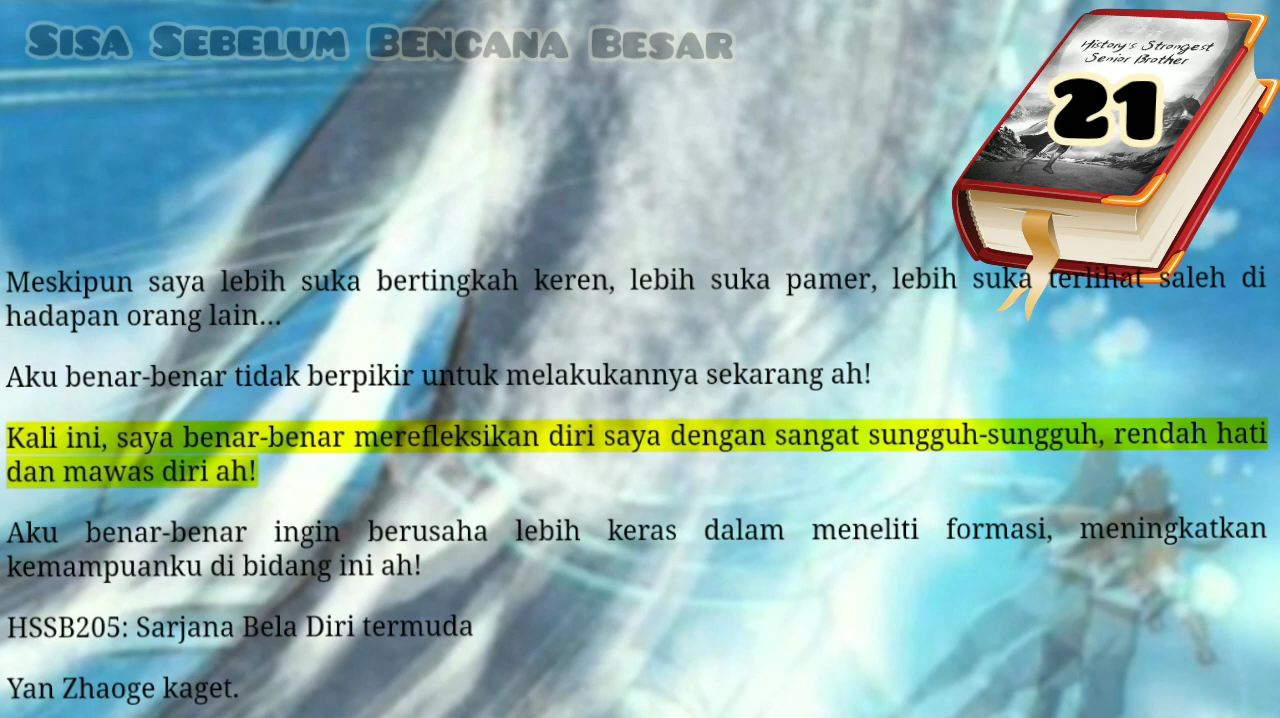 Sisa Sebelum Bencana Besar
History's Strongest
Senior Brother
21
Meskipun saya lebih suka bertingkah keren, lebih suka pamer, lebih suka terlihat saleh di
hadapan orang lain...
Aku benar-benar tidak berpikir untuk melakukannya sekarang ah!
Kali ini, saya benar-benar merefleksikan diri saya dengan sangat sungguh-sungguh, rendah hati
dan mawas diri ah!
Aku benar-benar ingin berusaha lebih keras dalam meneliti formasi, meningkatkan
kemampuanku di bidang ini ah!
HSSB205: Sarjana Bela Diri termuda
Yan Zhaoge kaget.